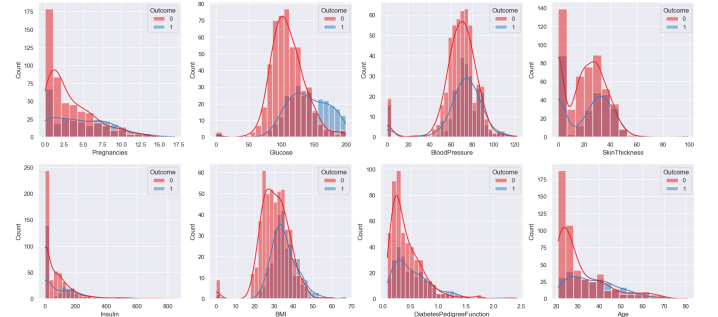 Outcome
0
1
Count
175
150
125
100
75
50
25
0
0.0 2.5 5.0 7.5 10.0 12.5 15.0 17.5
Pregnancies
Outcome
0
1
Count
80
70
60
50
40
30
20
10
0
0 50 100 150 200
Glucose
Outcome
0
1
Count
60
50
40
30
20
10
0
0 20 40 60 80 100 120
BloodPressure
Outcome
0
1
Count
140
120
100
80
60
40
20
0
0 20 40 60 80 100
SkinThickness
Outcome
0
1
Count
250
200
150
100
50
0
0 200 400 600 800
Insulin
Outcome
0
1
Count
60
50
40
30
20
10
0
0 10 20 30 40 50 60 70
BMI
Outcome
0
1
Count
100
80
60
40
20
0
0.0 0.5 1.0 1.5 2.0 2.5
DiabetesPedigreeFunction
Outcome
0
1
Count
175
150
125
100
75
50
25
0
20 30 40 50 60 70 80
Age